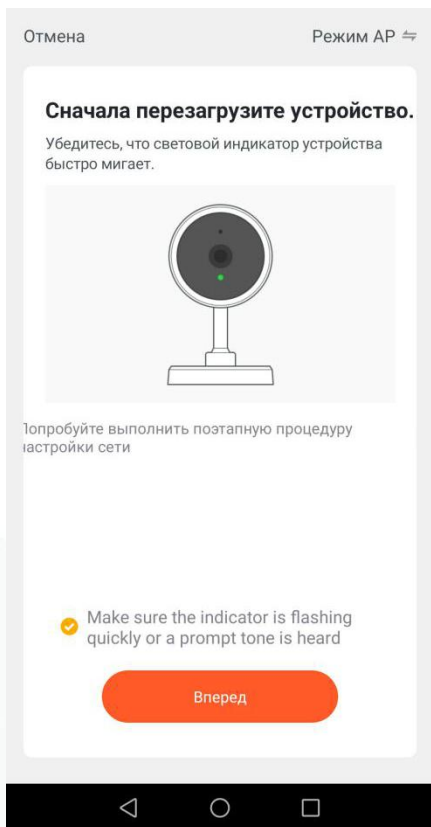 Отмена
Режим AP
Сначала перезагрузите устройство.
Убедитесь, что световой индикатор устройства
быстро мигает.
Попробуйте выполнить поэтапную процедуру
настройки сети
Make sure the indicator is flashing
quickly or a prompt tone is heard
Вперед